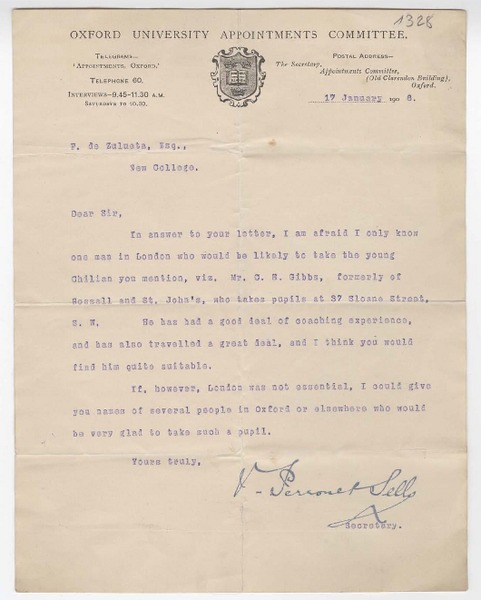 1328
OXFORD UNIVERSITY APPOINTMENTS COMMITTEE.
TELEGRAMS—
'APPOINTMENTS, OXFORD.'
TELEPHONE 60.
INTERVIEWS—9.45-11.30 A.M.
SATURDAYS TO 10.30.
POSTAL ADDRESS—
The Secretary,
Appointments Committee,
(Old Clarendon Building),
Oxford.
17 January 1906.
F. de Zulueta, Esq.,
New College.
Dear Sir,
In answer to your letter, I am afraid I only know
one man in London who would be likely to take the young
Chilian you mention, viz. Mr. C. H. Gibbs, formerly of
Rossall and St. John's, who takes pupils at 37 Sloane Street,
S. W. He has had a good deal of coaching experience,
and has also travelled a great deal, and I think you would
find him quite suitable.
If, however, London was not essential, I could give
you names of several people in Oxford or elsewhere who would
be very glad to take such a pupil.
Yours truly,
V. Perronet Sells
Secretary.